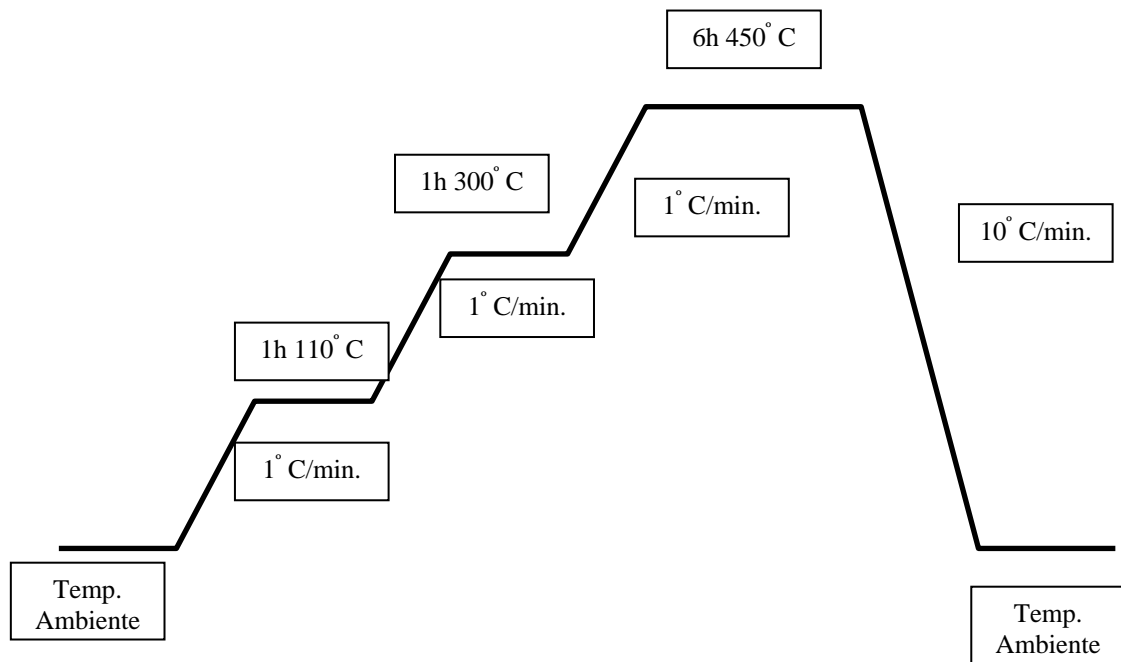 6h 450° C
1h 300° C
1° C/min.
10° C/min.
1° C/min.
1h 110° C
1° C/min.
Temp.
Ambiente
Temp.
Ambiente